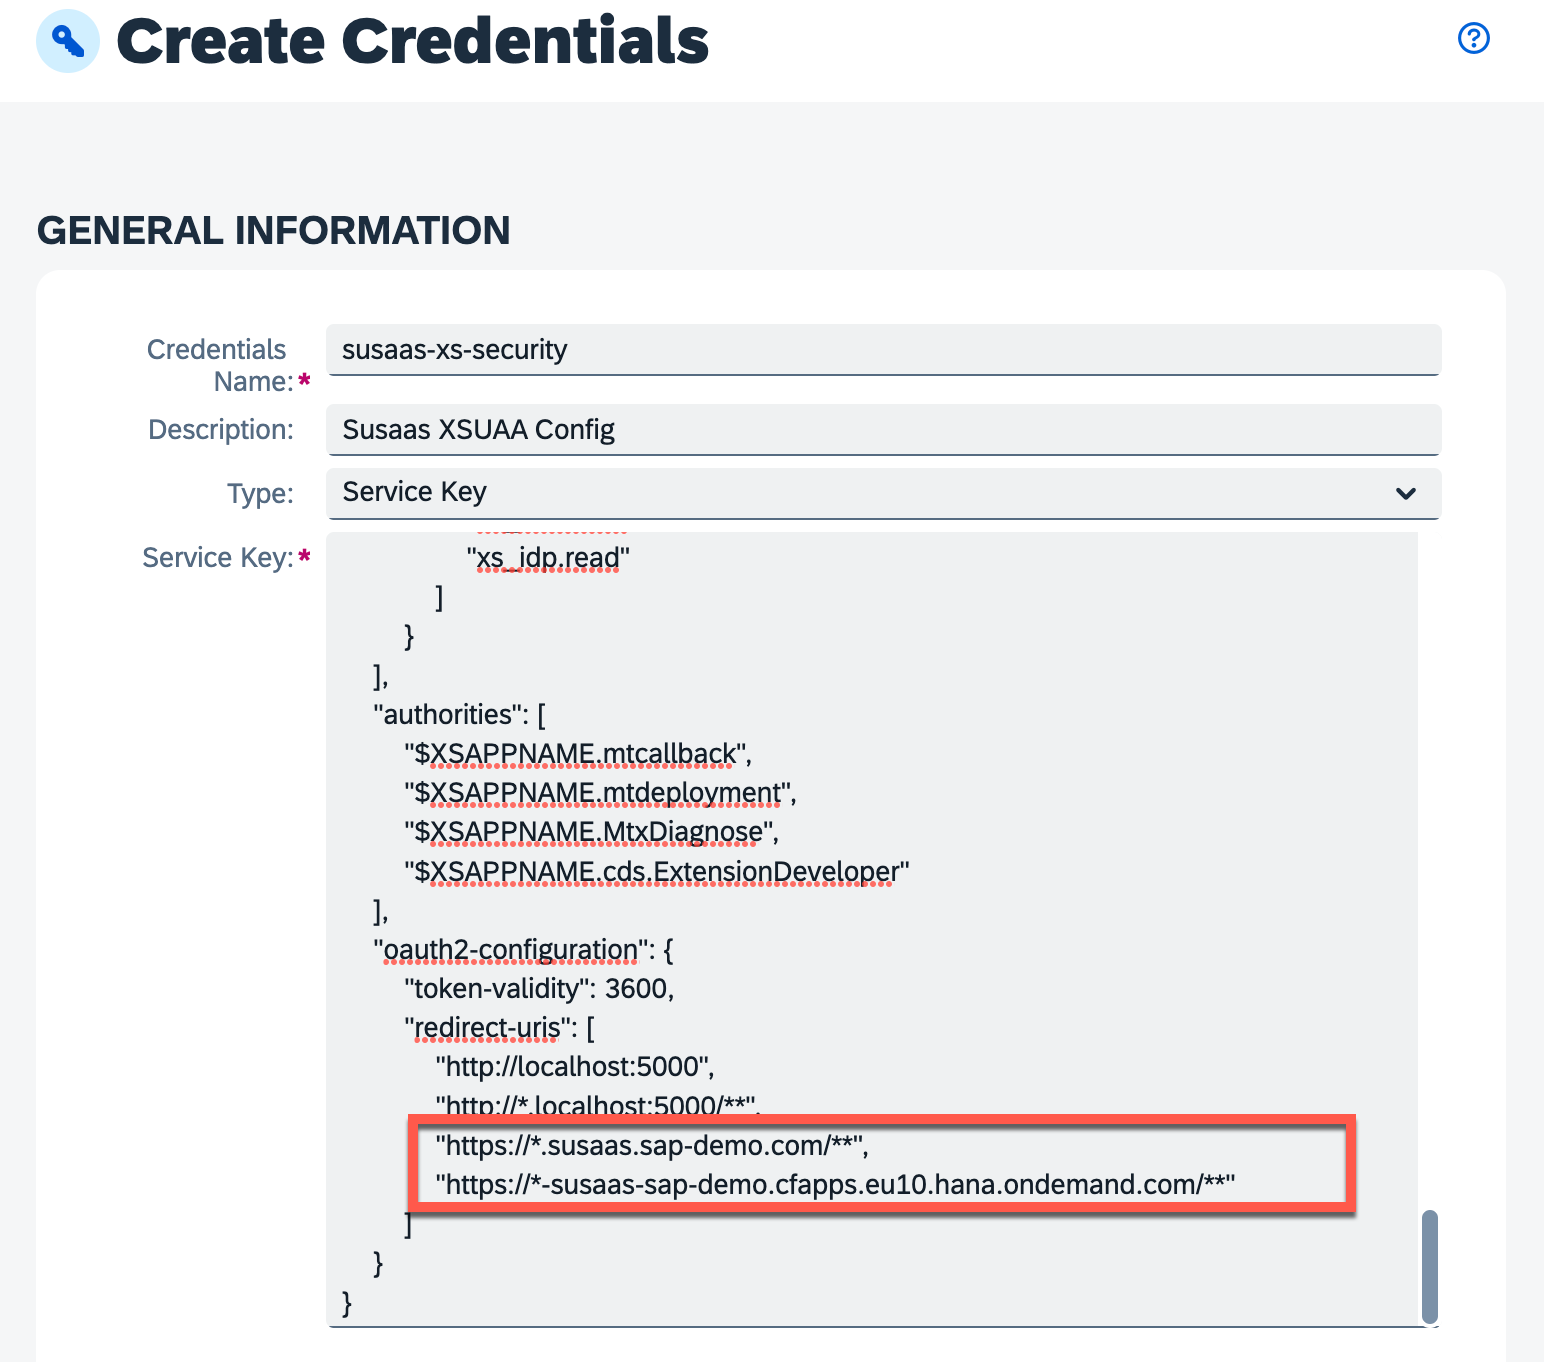 Create Credentials
GENERAL INFORMATION
Credentials Name:*
susaas-xs-security
Description:
Susaas XSUAA Config
Type:
Service Key
Service Key:*
"xs_idp.read"
]
}
],
"authorities": [
"$XSAPPNAME.mtcallback",
"$XSAPPNAME.mtdeployment",
"$XSAPPNAME.MtxDiagnose",
"$XSAPPNAME.cds.ExtensionDeveloper"
],
"oauth2-configuration": {
"token-validity": 3600,
"redirect-uris": [
"http://localhost:5000",
"http://*.localhost:5000/**",
"https://*.susaas.sap-demo.com/**",
"https://*-susaas-sap-demo.cfapps.eu10.hana.ondemand.com/**"
]
}
}